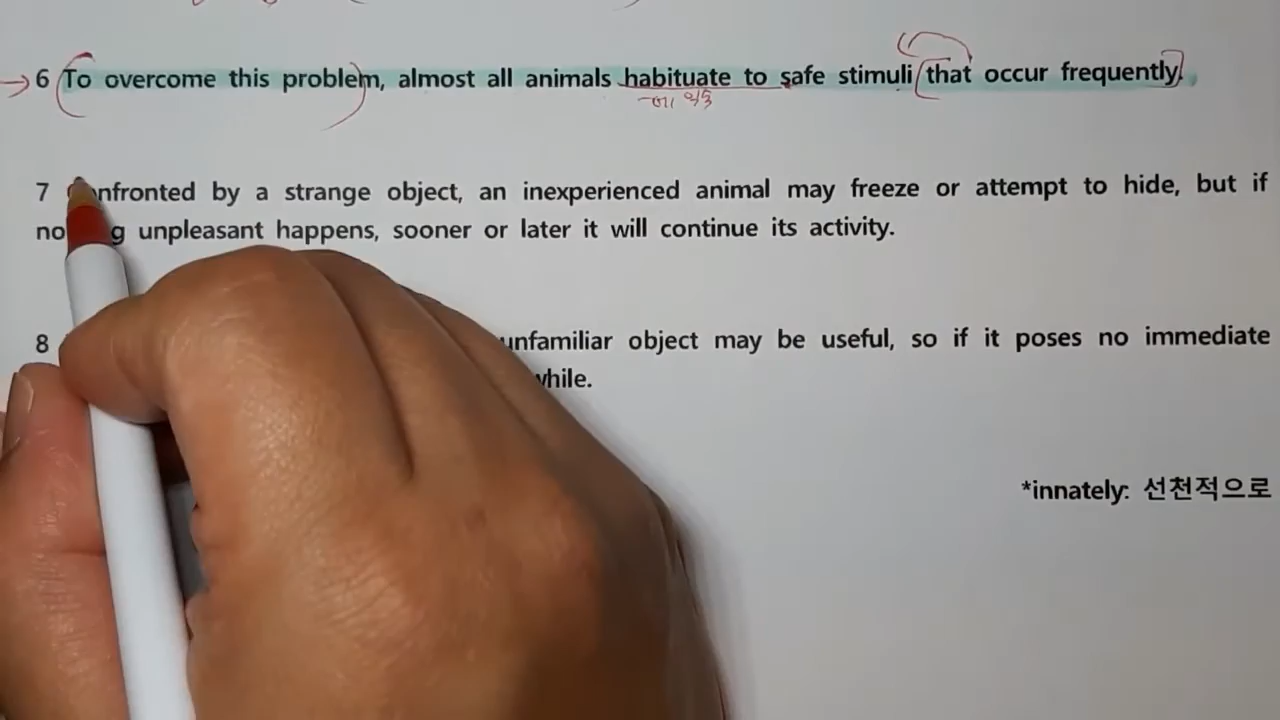 6 To overcome this problem, almost all animals habituate to safe stimuli that occur frequently.
~에 익숙
7 by a strange object, an inexperienced animal may freeze or attempt to hide, but if
unpleasant happens, sooner or later it will continue its activity.
8 unfamiliar object may be useful, so if it poses no immediate
while.
*innately: 선천적으로